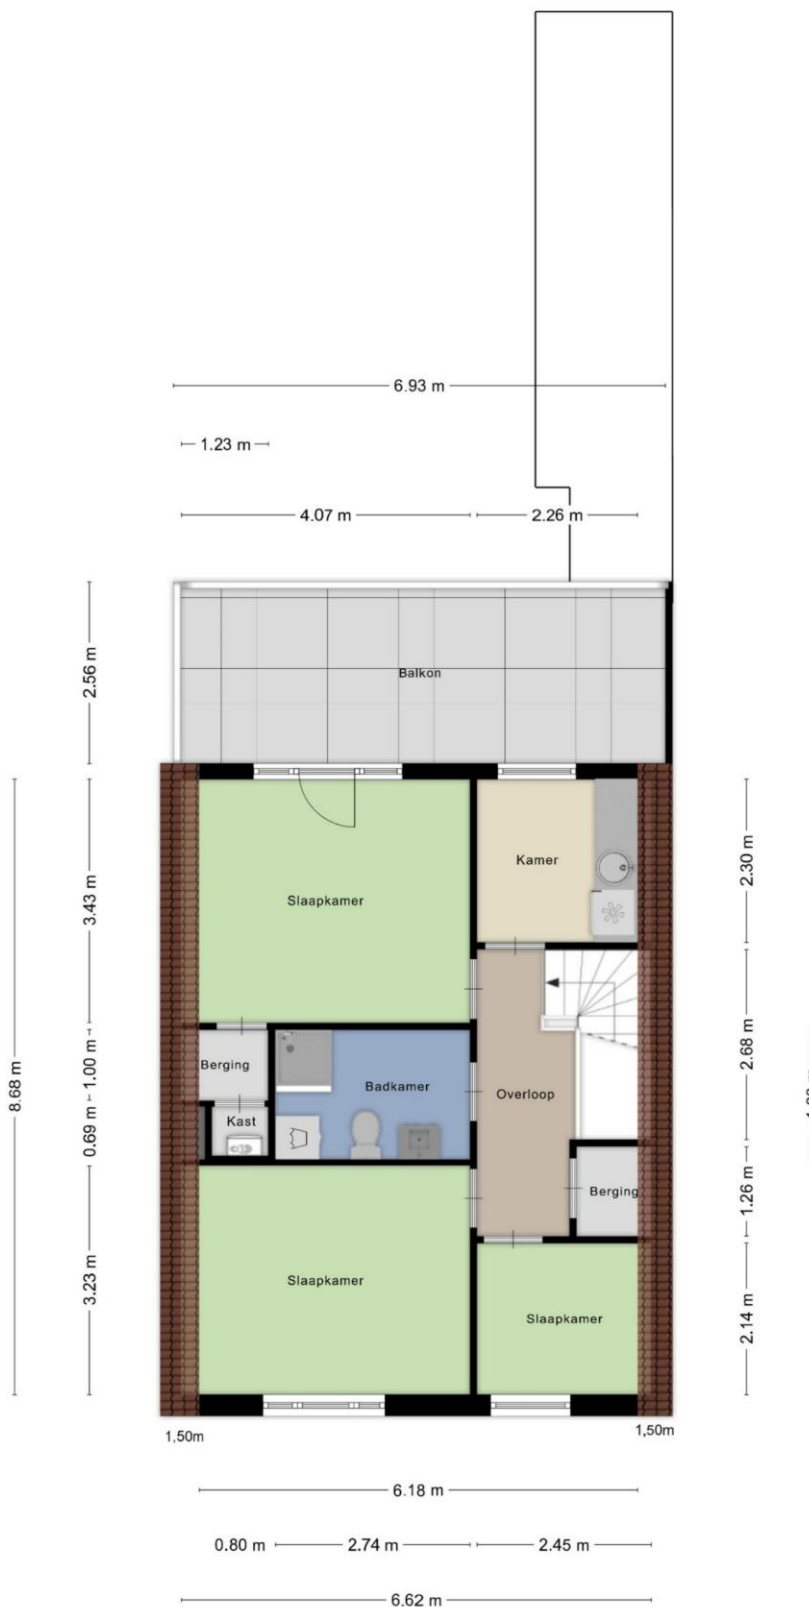 6.93 m
1.23 m
4.07 m
2.26 m
2.56 m
Balkon
8.68 m
3.43 m
Slaapkamer
Kamer
2.30 m
1.00 m
Berging
Badkamer
Overloop
2.68 m
0.69 m
Kast
Berging
1.26 m
3.23 m
Slaapkamer
Slaapkamer
2.14 m
1,50m
1,50m
6.18 m
0.80 m
2.74 m
2.45 m
6.62 m